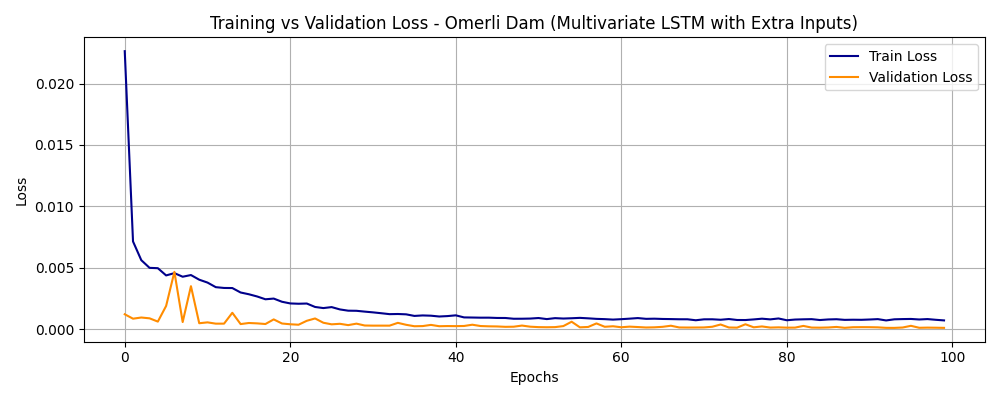 Training vs Validation Loss - Omerli Dam (Multivariate LSTM with Extra Inputs)
Train Loss
Validation Loss
0.020
0.015
0.010
0.005
0.000
Loss
0 20 40 60 80 100
Epochs